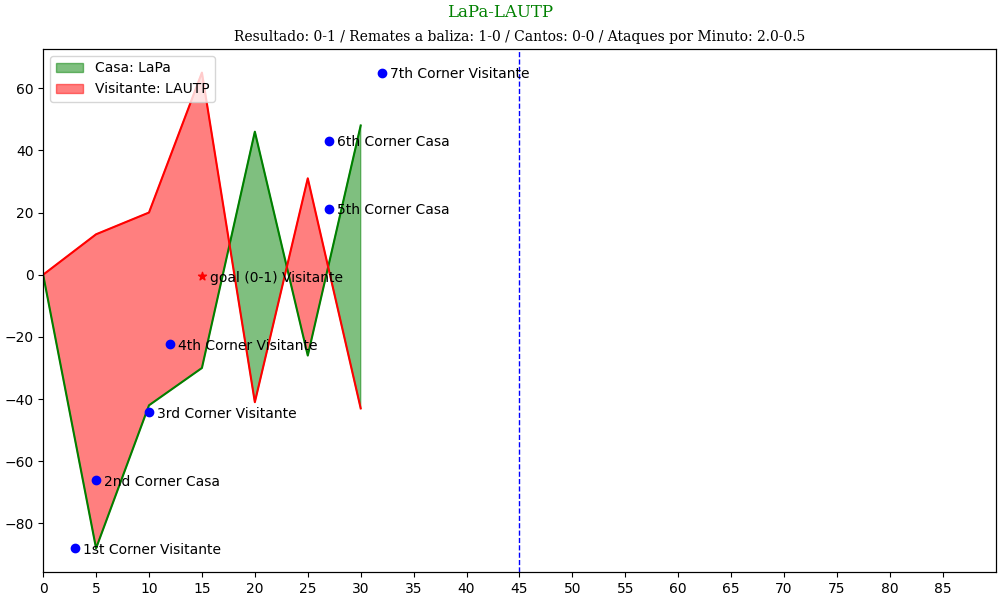 LaPa-LAUTP
Resultado: 0-1 / Remates a baliza: 1-0 / Cantos: 0-0 / Ataques por Minuto: 2.0-0.5
Casa: LaPa
Visitante: LAUTP
7th Corner Visitante
6th Corner Casa
5th Corner Casa
goal (0-1) Visitante
4th Corner Visitante
3rd Corner Visitante
2nd Corner Casa
1st Corner Visitante
60
40
20
0
−20
−40
−60
−80
0 5 10 15 20 25 30 35 40 45 50 55 60 65 70 75 80 85